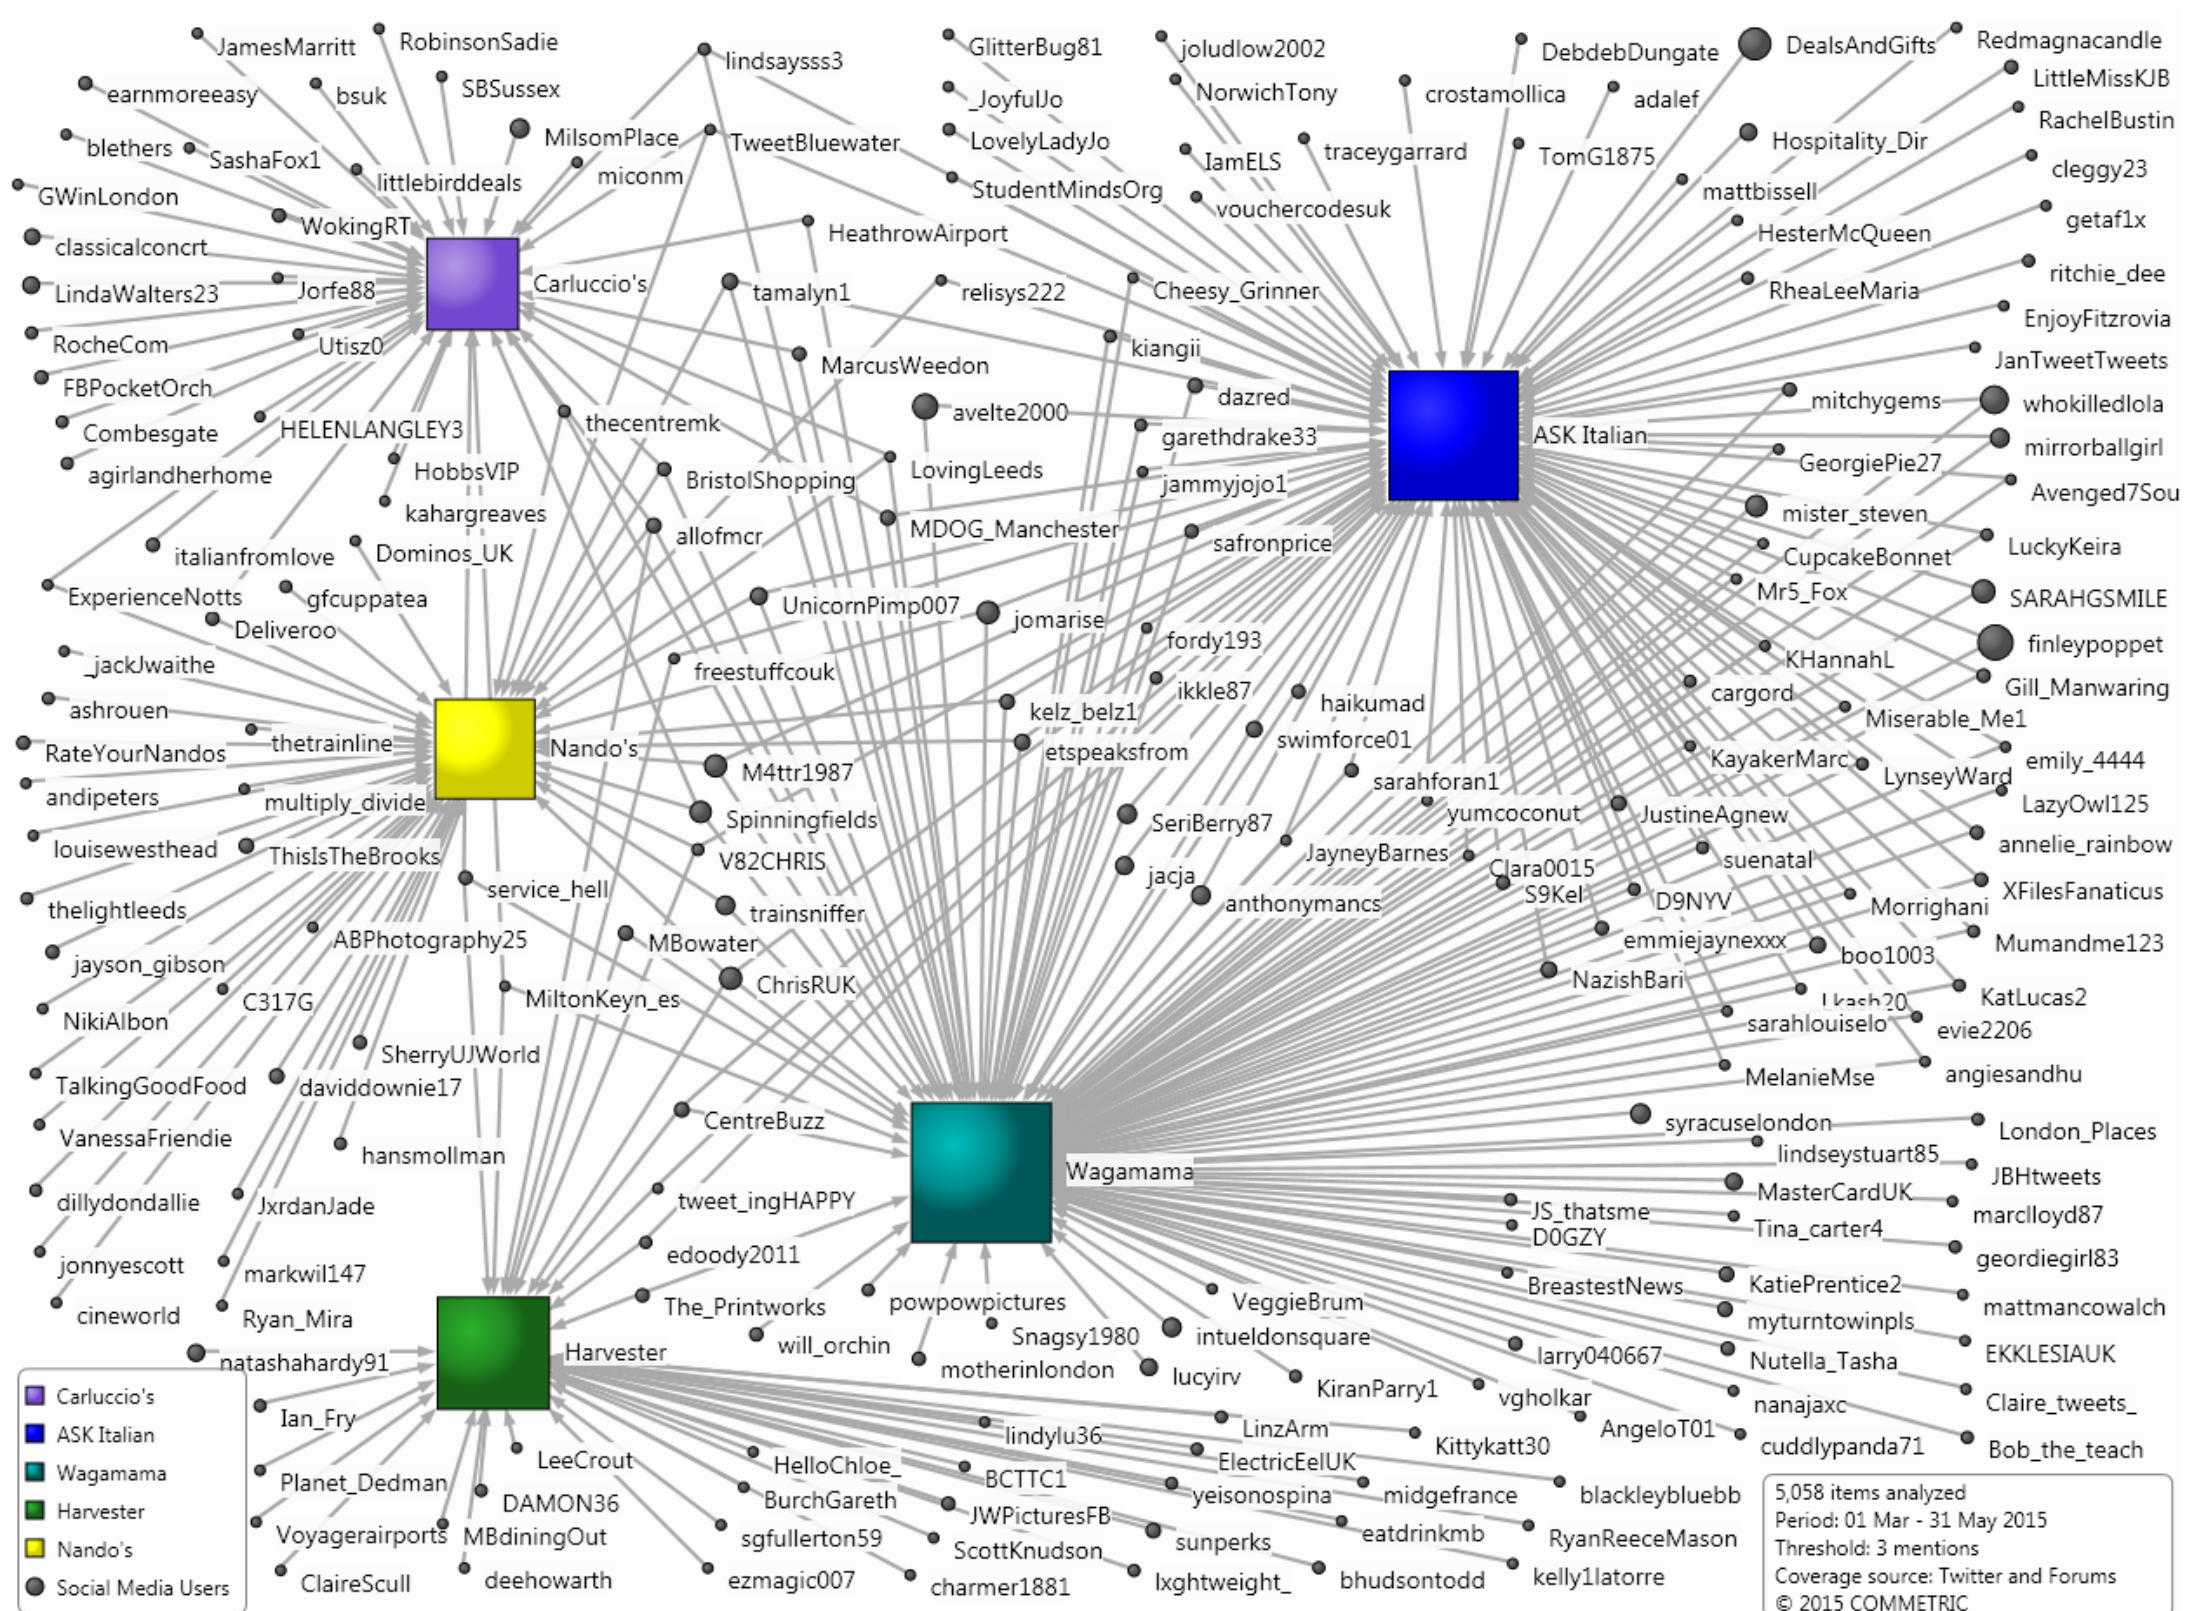 JamesMarritt
RobinsonSadie
lindaysss3
GlitterBug81
joludlow2002
DebdebDungate
DealsAndGifts
Redmagnacandle
earnmoreeasy
bsuk
SBSussex
_JoyfulJo
NorwichTony
crostamollica
adalef
LittleMissKJB
blethers
SashaFox1
MilsomPlace
TweetBluewater
LovelyLadyJo
IamELS
traceygarrard
TomG1875
Hospitality_Dir
RachelBustin
GWinLondon
littlebirddeals
miconm
StudentMindsOrg
vouchercodesuk
mattbissell
cleggy23
classicalconcrt
WokingRT
HeathrowAirport
HesterMcQueen
getaf1x
LindaWalters23
Jorfe88
Carluccio's
tamalyn1
relisys222
Cheesy_Grinner
RheaLeeMaria
ritchie_dee
RocheCom
Utisz0
MarcusWeedon
kiangii
EnjoyFitzrovia
FBPocketOrch
JanTweetTweets
Combesgate
HELENLANGLEY3
thecentremk
avelte2000
dazred
garethdrake33
ASK Italian
mitchygems
whokilledlola
agirlandherhome
HobbsVIP
BristolShopping
LovingLeeds
jammyjojo1
GeorgiePie27
mirrorballgirl
kahargreaves
Avenged7Sou
italianfromlove
Dominos_UK
allofmcr
MDOG_Manchester
safronprice
mister_steven
LuckyKeira
ExperienceNotts
gfcuppatea
UnicornPimp007
CupcakeBonnet
Mr5_Fox
SARAHGSMILE
Deliveroo
jomarise
fordy193
finleypoppet
_jackJwaithe
freestuffcouk
ikkle87
KHannahL
Gill_Manwaring
ashrouen
kelz_belz1
haikumad
cargord
Miserable_Me1
RateYourNandos
thetrainline
Nando's
etspeaksfrom
swimforce01
KayakerMarc
emily_4444
andipeters
multiply_divide
M4ttr1987
sarahforan1
LynseyWard
LazyOwl125
louisewesthead
ThisIsTheBrooks
Spinningfields
SeriBerry87
yumcoconut
JustineAgnew
annelie_rainbow
service_hell
V82CHRIS
jacja
JayneyBarnes
Clara0015
suenatal
XFilesFanaticus
thelightleeds
trainsniffer
anthonymancs
S9Kel
D9NYV
Morrighani
ABPhotography25
MBowater
emmiejaynexxx
boo1003
Mumandme123
jayson_gibson
ChrisRUK
NazishBari
KatLucas2
NikiAlbon
C317G
MiltonKeyn_es
Lkash20
sarahlouiselo
evie2206
SherryUJWorld
TalkingGoodFood
daviddownie17
MelanieMse
angiesandhu
VanessaFriendie
CentreBuzz
syracuselondon
London_Places
hansmollman
Wagamama
lindseystuart85
JBHtweets
dillydondallie
JxrdanJade
tweet_ingHAPPY
JS_thatsme
MasterCardUK
marclloyd87
D0GZY
Tina_carter4
jonnyescott
markwil147
edoody2011
geordiegirl83
cineworld
Ryan_Mira
The_Printworks
powpowpictures
VeggieBrum
BreastestNews
KatiePrentice2
mattmancowalch
natashahardy91
Harvester
will_orchin
Snagsy1980
intueldonsquare
myturntowinpls
EKKLESIAUK
motherinlondon
lucyirv
KiranParry1
larry040667
Nutella_Tasha
Ian_Fry
vgholkar
nanajaxc
Claire_tweets_
lindylu36
LinzArm
Kittykatt30
AngeloT01
cuddlypanda71
Bob_the_teach
LeeCrout
HelloChloe_
BCTTC1
ElectricEelUK
Planet_Dedman
DAMON36
BurchGareth
JWPicturesFB
yeisonospina
midgefrance
blackleybluebb
Voyagerairports
MBdiningOut
sgfullerton59
ScottKnudson
sunperks
eatdrinkmb
RyanReeceMason
ClaireScull
deehowarth
ezmagic007
charmer1881
lxghtweight_
bhudsontodd
kelly1latorre
Carluccio's
ASK Italian
Wagamama
Harvester
Nando's
Social Media Users
5,058 items analyzed
Period: 01 Mar - 31 May 2015
Threshold: 3 mentions
Coverage source: Twitter and Forums
© 2015 COMMETRIC